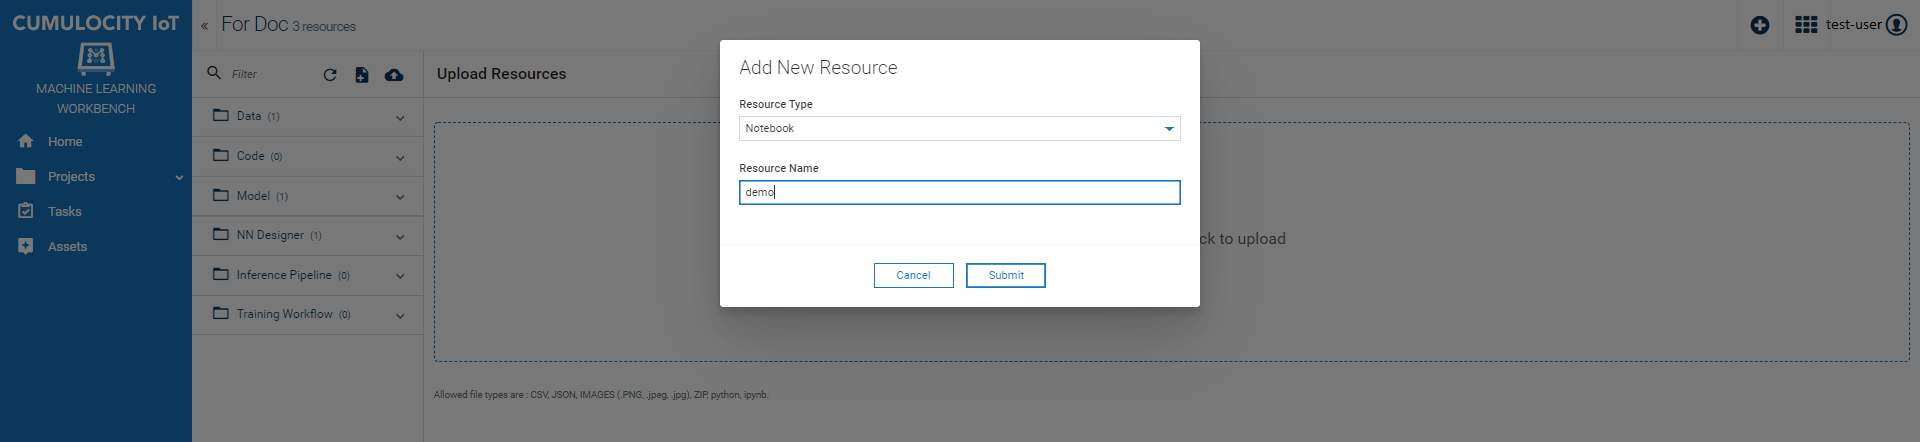 CUMULOCITY IoT
MACHINE LEARNING
WORKBENCH
Home
Projects
Tasks
Assets
« For Doc 3 resources
test-user
Filter
Data (1)
Code (0)
Model (1)
NN Designer (1)
Inference Pipeline (0)
Training Workflow (0)
Upload Resources
ck to upload
Allowed file types are : CSV, JSON, IMAGES (.PNG, .jpeg, .jpg), ZIP, python, ipynb.
Add New Resource
Resource Type
Notebook
Resource Name
demo
Cancel
Submit